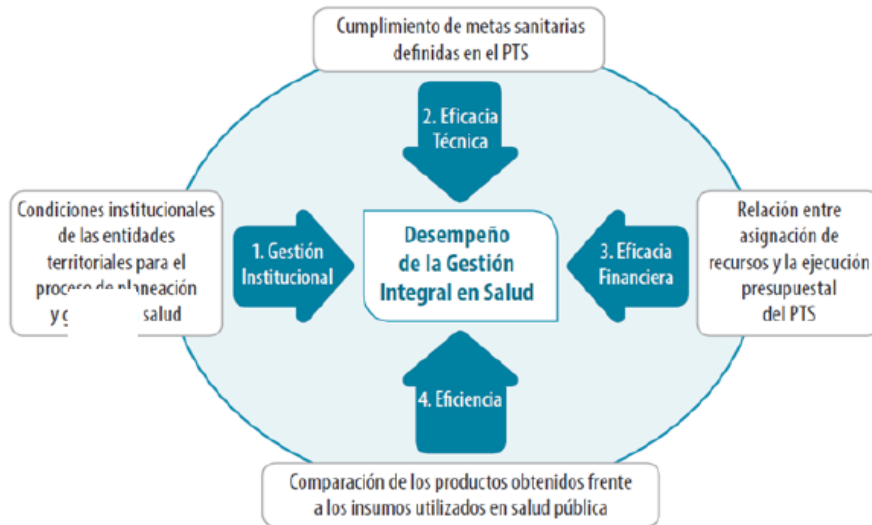 Cumplimiento de metas sanitarias
definidas en el PTS
2. Eficacia
Técnica
Condiciones institucionales
de las entidades
territoriales para el
proceso de planeación
y salud
1. Gestión
Institucional
Desempeño
de la Gestión
Integral en Salud
3. Eficacia
Financiera
Relación entre
asignación de
recursos y la ejecución
presupuestal
del PTS
4. Eficiencia
Comparación de los productos obtenidos frente
a los insumos utilizados en salud pública